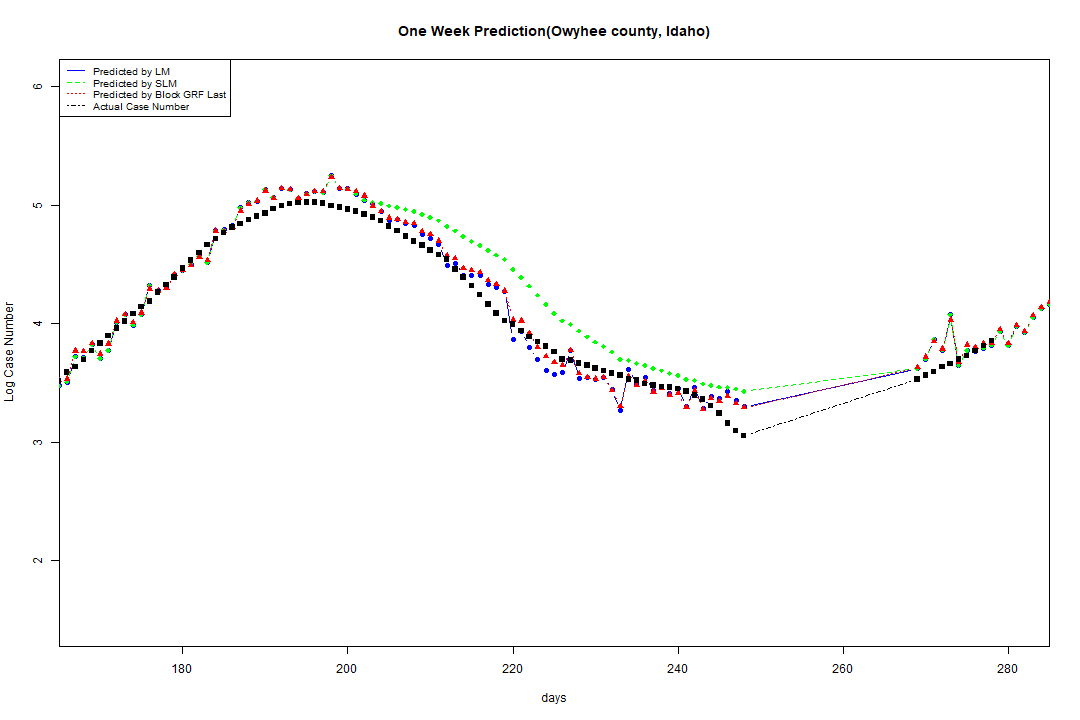 One Week Prediction(Owyhee county, Idaho)
Predicted by LM
Predicted by SLM
Predicted by Block GRF Last
Actual Case Number
6
5
4
3
2
Log Case Number
180
200
220
240
260
280
days